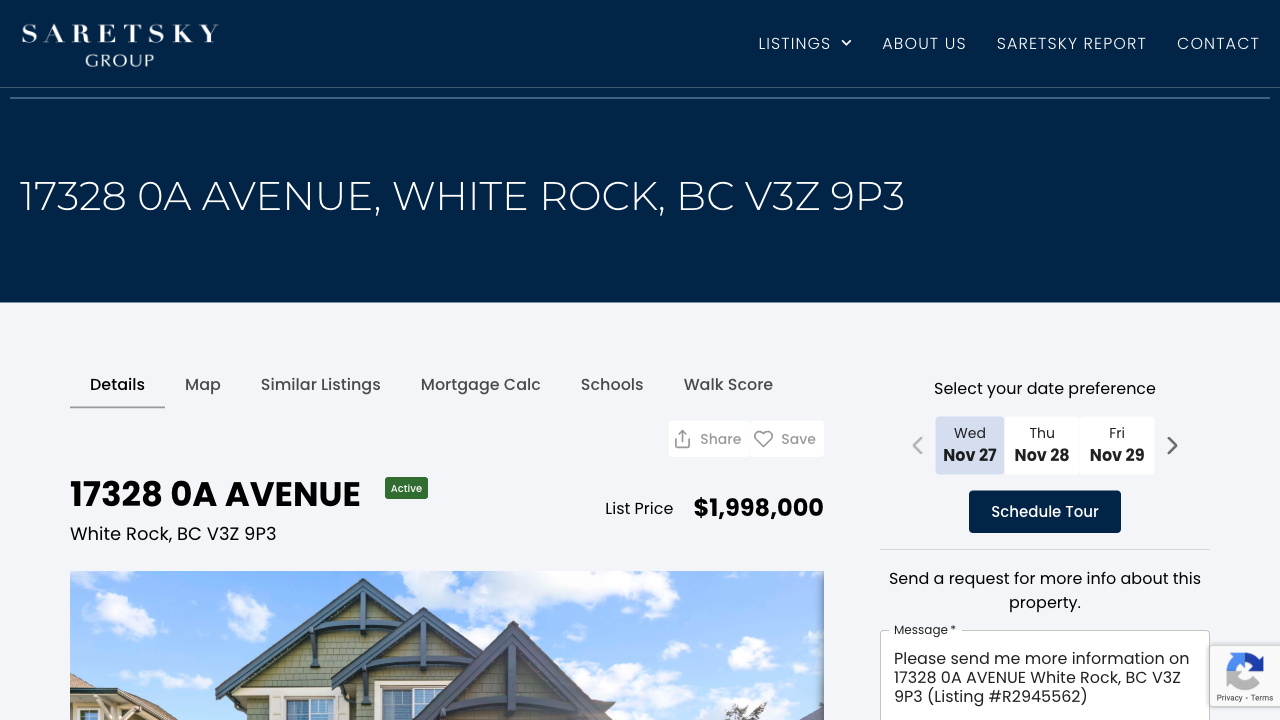 SARETSKY
GROUP
LISTINGS
ABOUT US
SARETSKY REPORT
CONTACT
17328 0A AVENUE, WHITE ROCK, BC V3Z 9P3
Details
Map
Similar Listings
Mortgage Calc
Schools
Walk Score
Share
Save
17328 0A AVENUE
Active
White Rock, BC V3Z 9P3
List Price
$1,998,000
Select your date preference
Wed
Nov 27
Thu
Nov 28
Fri
Nov 29
Schedule Tour
Send a request for more info about this
property.
Message *
Please send me more information on
17328 0A AVENUE White Rock, BC V3Z
9P3 (Listing #R2945562)
Privacy - Terms